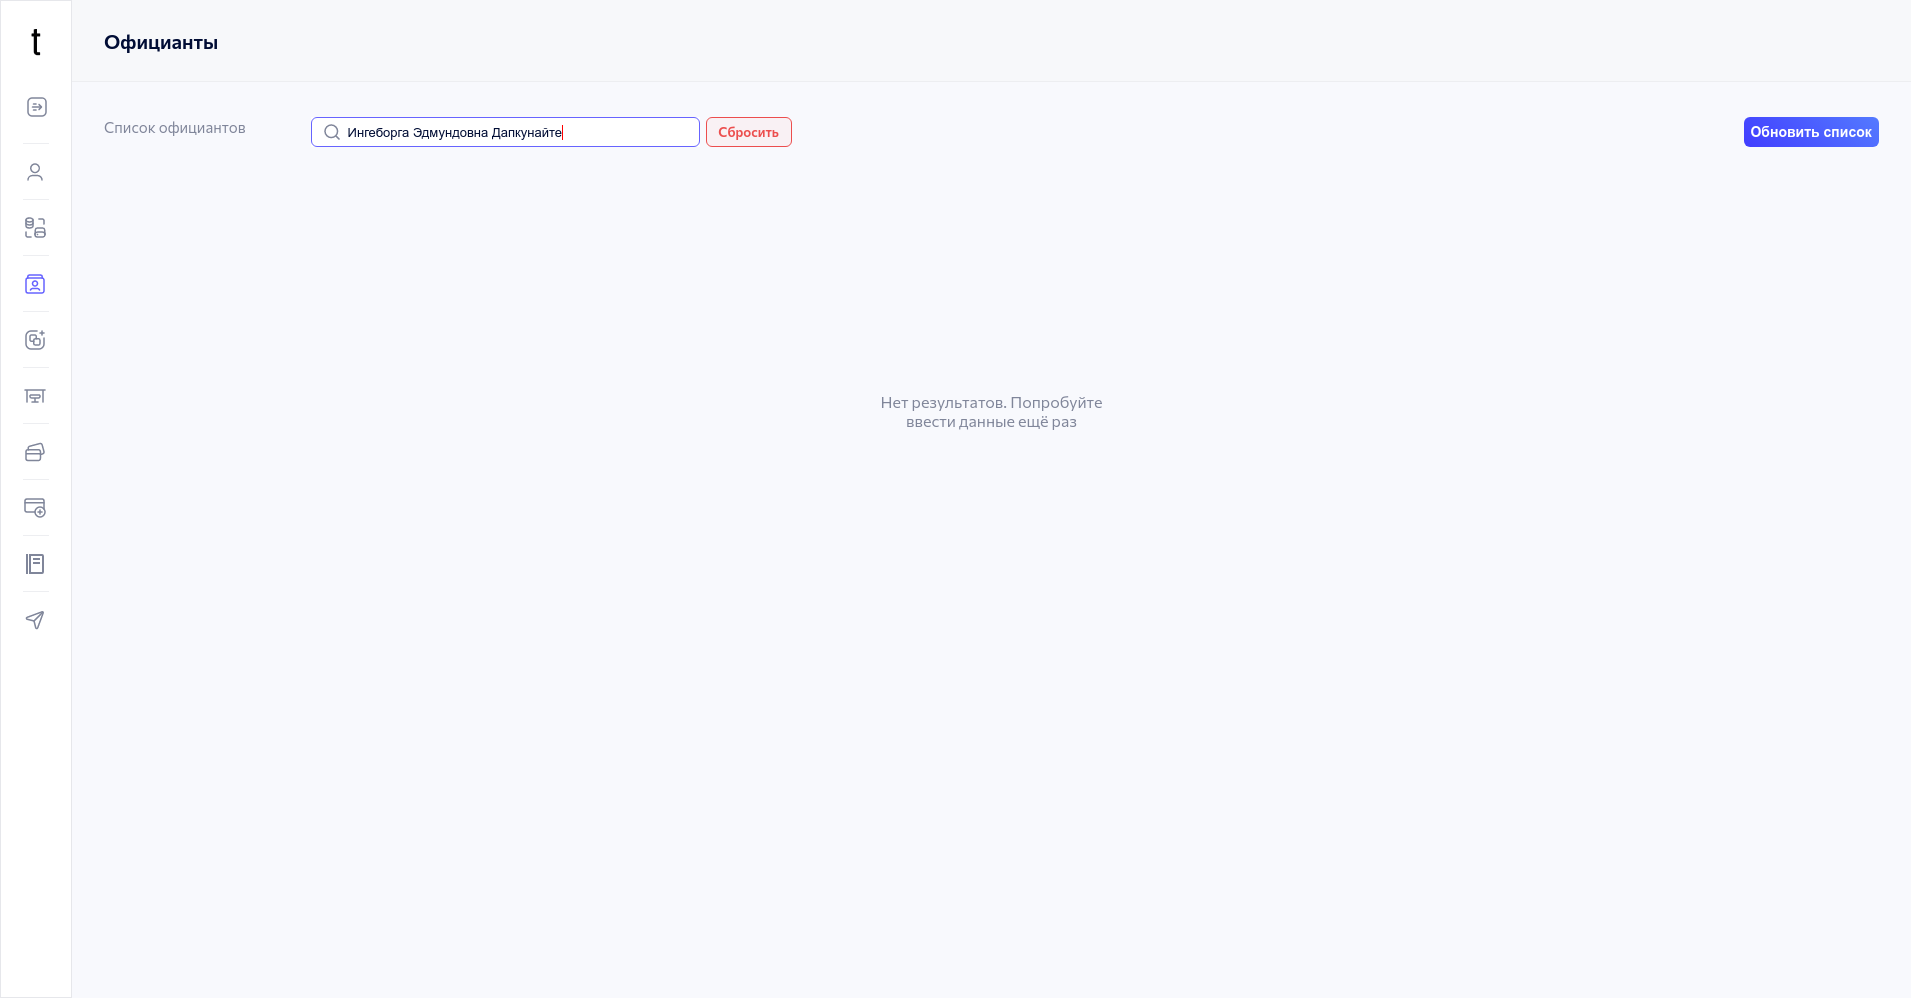 t
Официанты
Список официантов
Ингеборга Эдмундовна Дапкунайте
Сбросить
Обновить список
Нет результатов. Попробуйте
ввести данные ещё раз